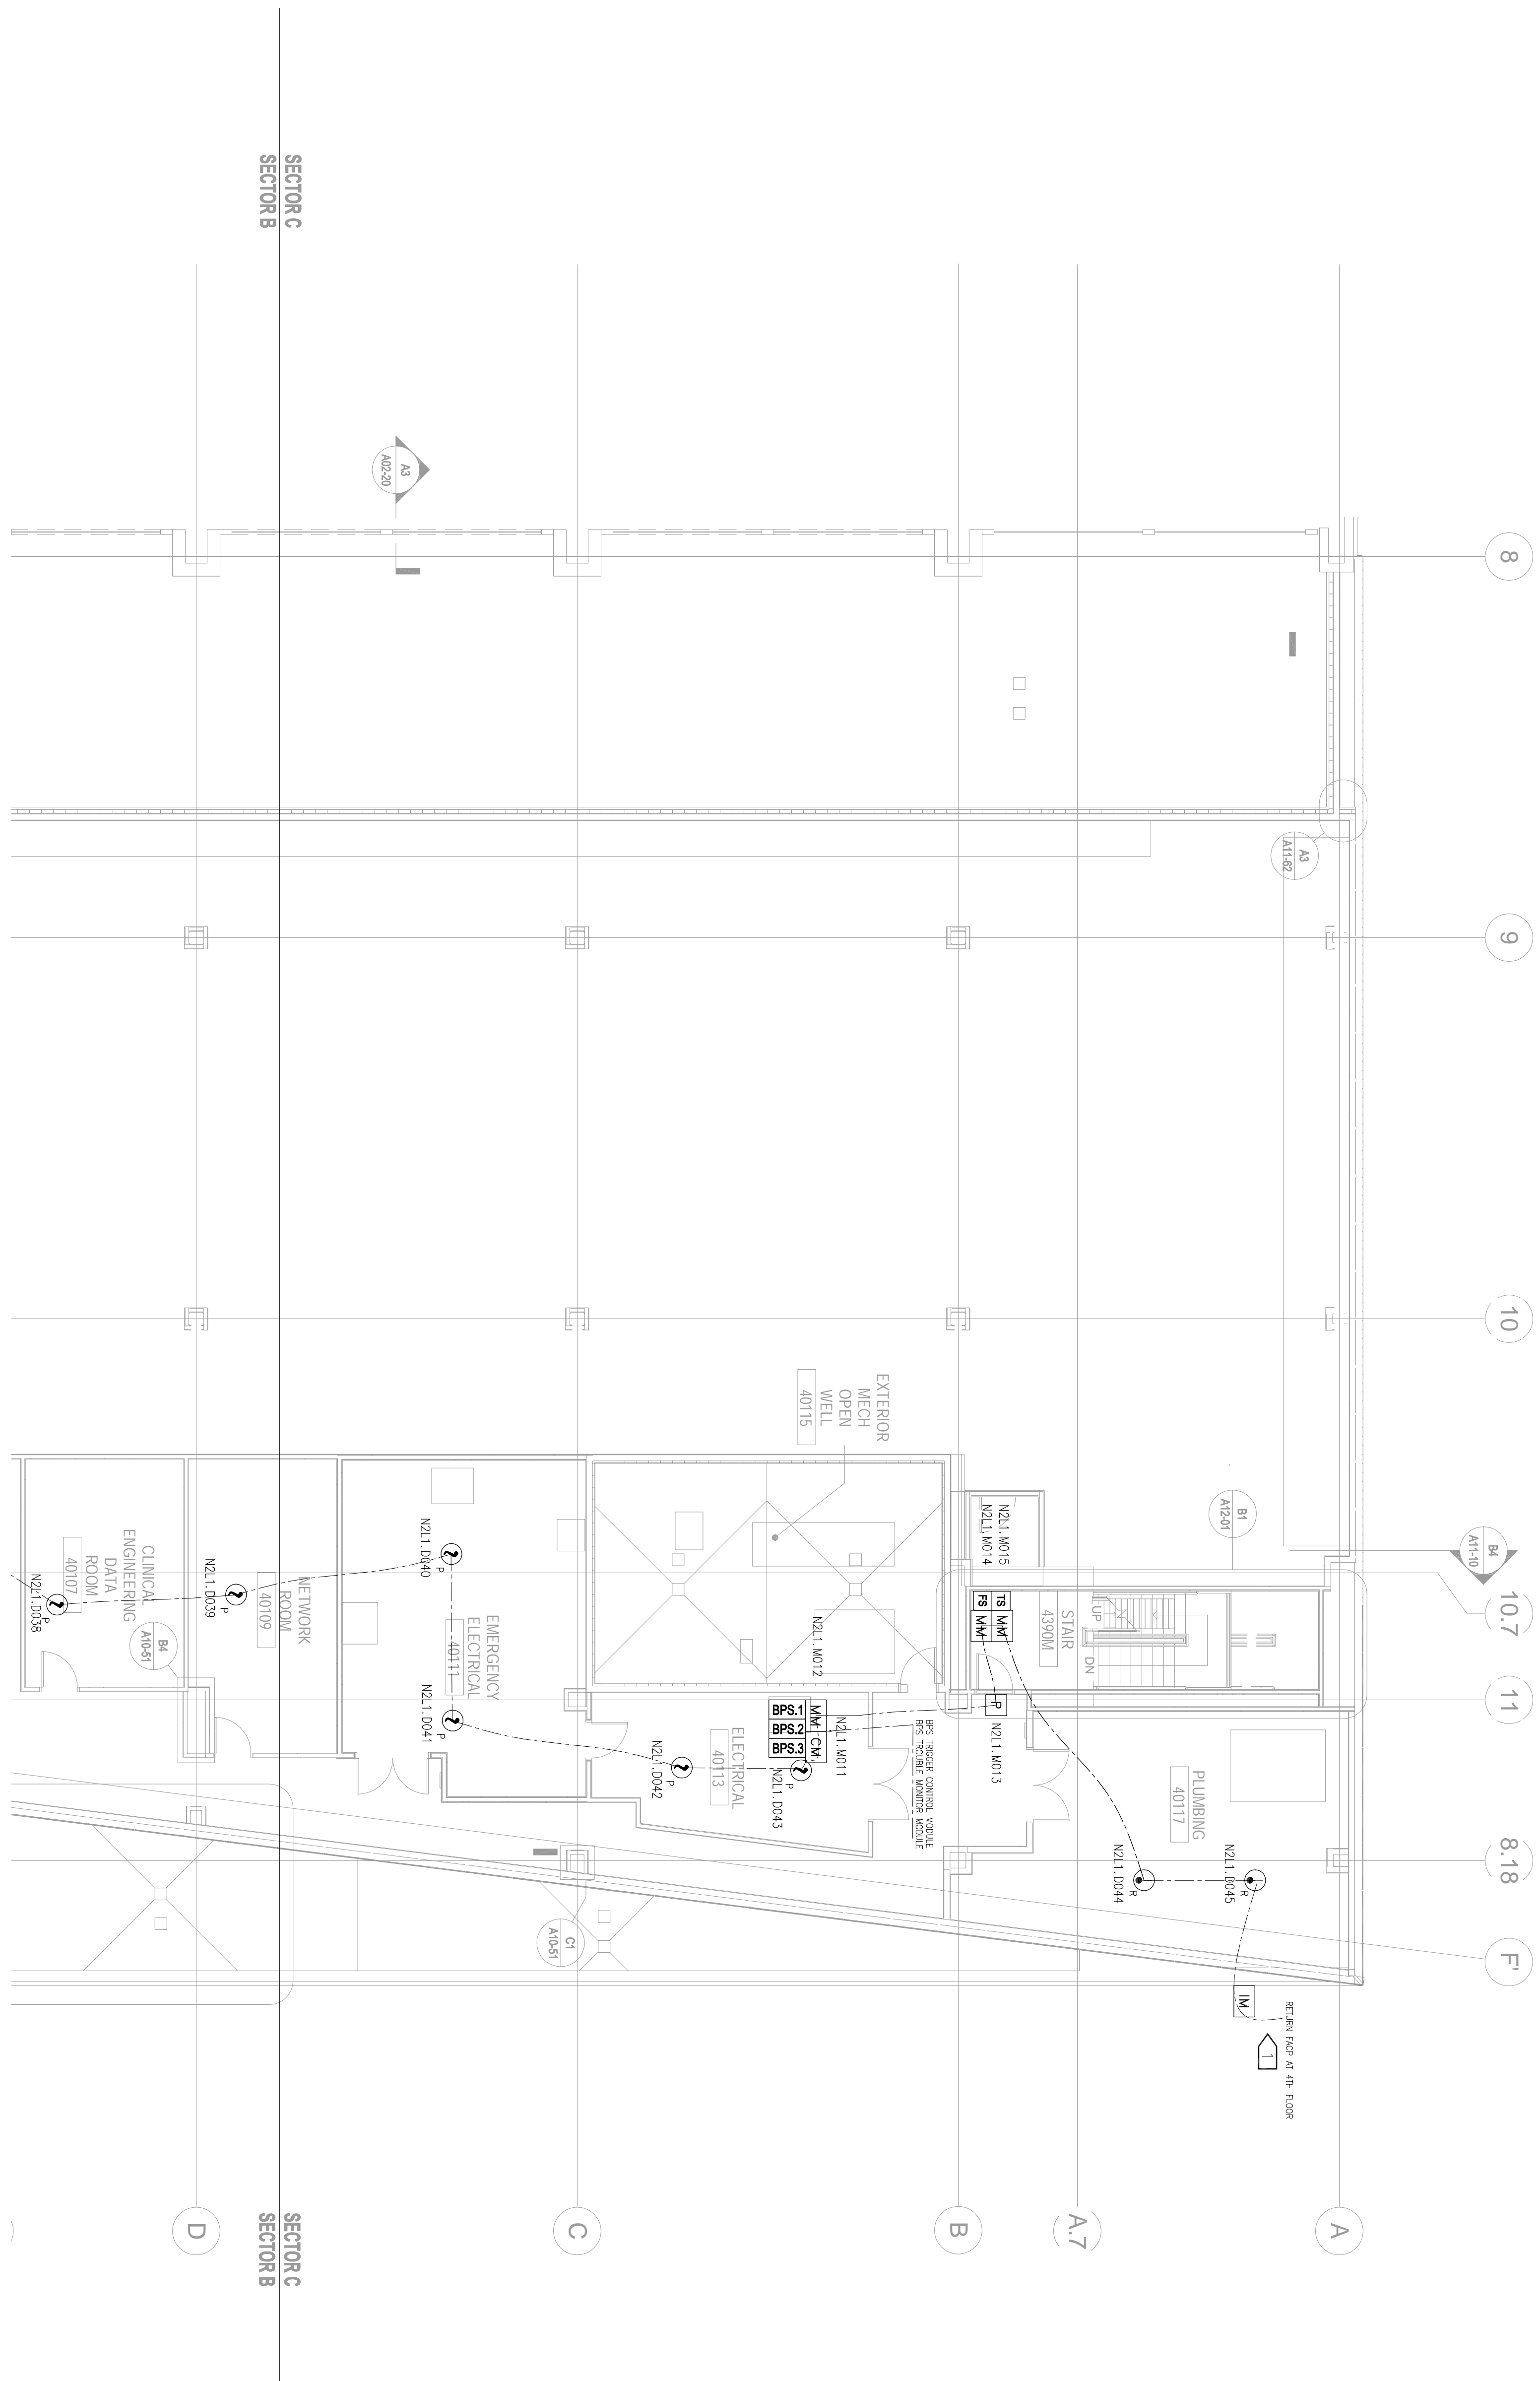 SECTOR C
SECTOR B
A3
A02-20
8
A3
A11-62
9
10
EXTERIOR
MECH
OPEN
WELL
40115
B1
A12-01
B4
A11-10
10.7
N2L1.M015
N2L1.M014
TS
MM
FS
MM
STAIR
4390M
UP
DN
11
P
N2L1.M013
N2L1.M012
BPS.1
BPS.2
BPS.3
MM
CM
N2L1.M011
BPS TRIGGER CONTROL MODULE
BPS TROUBLE MONITOR MODULE
ELECTRICAL
40113
P
N2L1.D043
P
N2L1.D042
EMERGENCY
ELECTRICAL
40111
P
N2L1.D040
P
N2L1.D041
NETWORK
ROOM
40109
P
N2L1.D039
CLINICAL
DATA
ENGINEERING
ROOM
40107
P
N2L1.D038
B4
A10-51
C1
A10-51
PLUMBING
40117
8.18
R
N2L1.D044
R
N2L1.D045
F'
IM
RETURN FACP AT 4TH FLOOR
1
A
A.7
B
C
D
SECTOR C
SECTOR B